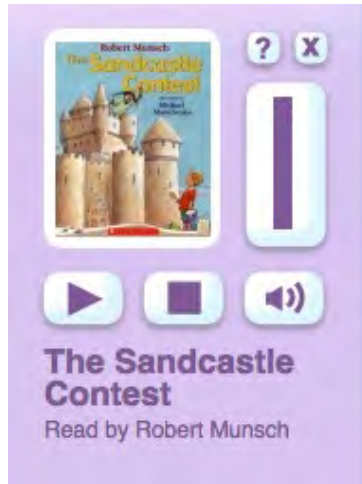 Robert Munsch
The Sandcastle
Contest
Michael
Martchenko
? X
The Sandcastle
Contest
Read by Robert Munsch